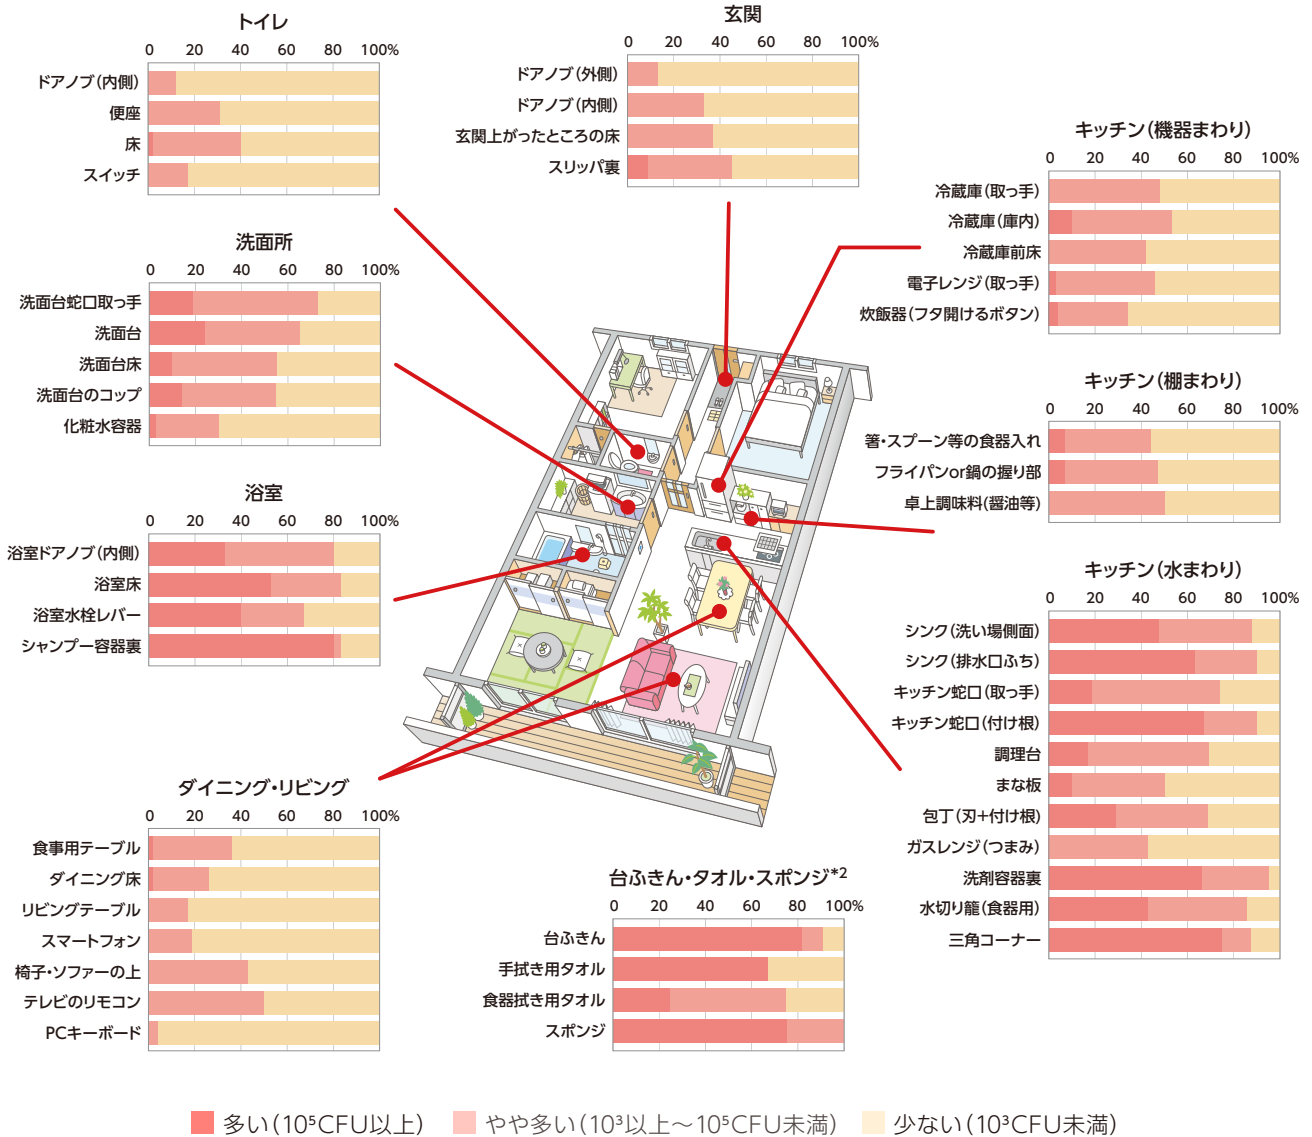 トイレ
0 20 40 60 80 100%
ドアノブ(内側)
便座
床
スイッチ
玄関
0 20 40 60 80 100%
ドアノブ(外側)
ドアノブ(内側)
玄関上がったところの床
スリッパ裏
キッチン(機器まわり)
0 20 40 60 80 100%
冷蔵庫(取っ手)
冷蔵庫(庫内)
冷蔵庫前床
電子レンジ(取っ手)
炊飯器(フタ開けるボタン)
洗面所
0 20 40 60 80 100%
洗面台蛇口取っ手
洗面台
洗面台床
洗面台のコップ
化粧水容器
キッチン(棚まわり)
0 20 40 60 80 100%
箸・スプーン等の食器入れ
フライパンor鍋の握り部
卓上調味料(醤油等)
浴室
0 20 40 60 80 100%
浴室ドアノブ(内側)
浴室床
浴室水栓レバー
シャンプー容器裏
キッチン(水まわり)
0 20 40 60 80 100%
シンク(洗い場側面)
シンク(排水口ふち)
キッチン蛇口(取っ手)
キッチン蛇口(付け根)
調理台
まな板
包丁(刃+付け根)
ガスレンジ(つまみ)
洗剤容器裏
水切り籠(食器用)
三角コーナー
ダイニング・リビング
0 20 40 60 80 100%
食事用テーブル
ダイニング床
リビングテーブル
スマートフォン
椅子・ソファーの上
テレビのリモコン
PCキーボード
台ふきん・タオル・スポンジ*2
0 20 40 60 80 100%
台ふきん
手拭き用タオル
食器拭き用タオル
スポンジ
多い(10⁵CFU以上) やや多い(10³以上〜10⁵CFU未満) 少ない(10³CFU未満)